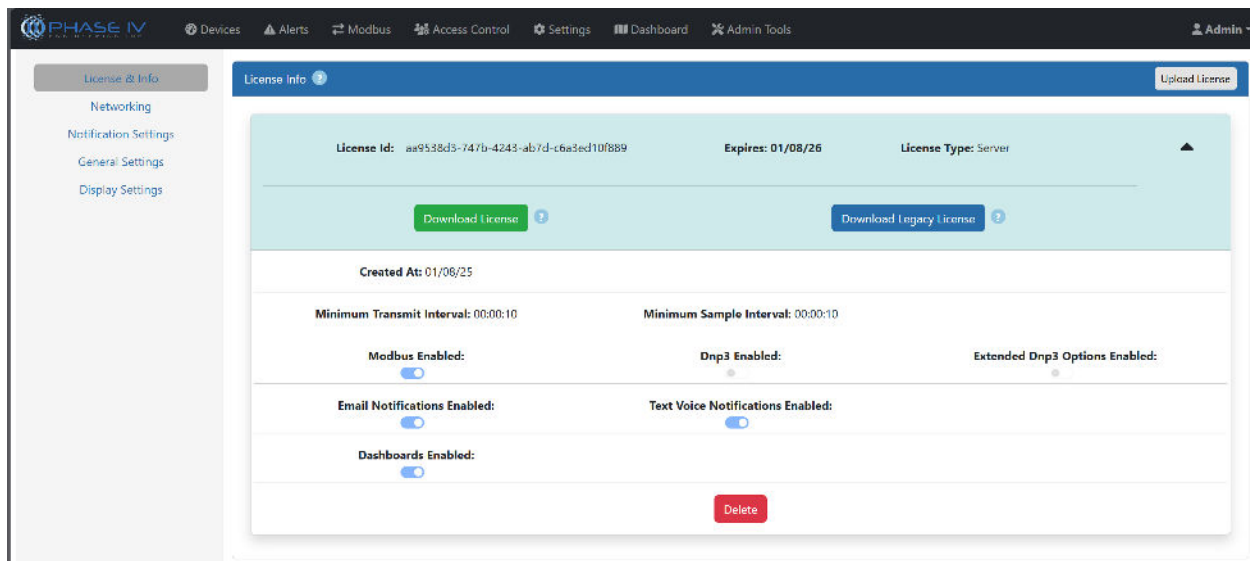 PHASE IV
Devices Alerts Modbus Access Control Settings Dashboard Admin Tools Admin
License & Info
Networking
Notification Settings
General Settings
Display Settings
License Info ? Upload License
License Id: aa9538d3-747b-4243-ab7d-c6a3ed10f889 Expires: 01/08/26 License Type: Server
Download License ? Download Legacy License ?
Created At: 01/08/25
Minimum Transmit Interval: 00:00:10 Minimum Sample Interval: 00:00:10
Modbus Enabled: Dnp3 Enabled: Extended Dnp3 Options Enabled:
Email Notifications Enabled: Text Voice Notifications Enabled:
Dashboards Enabled:
Delete